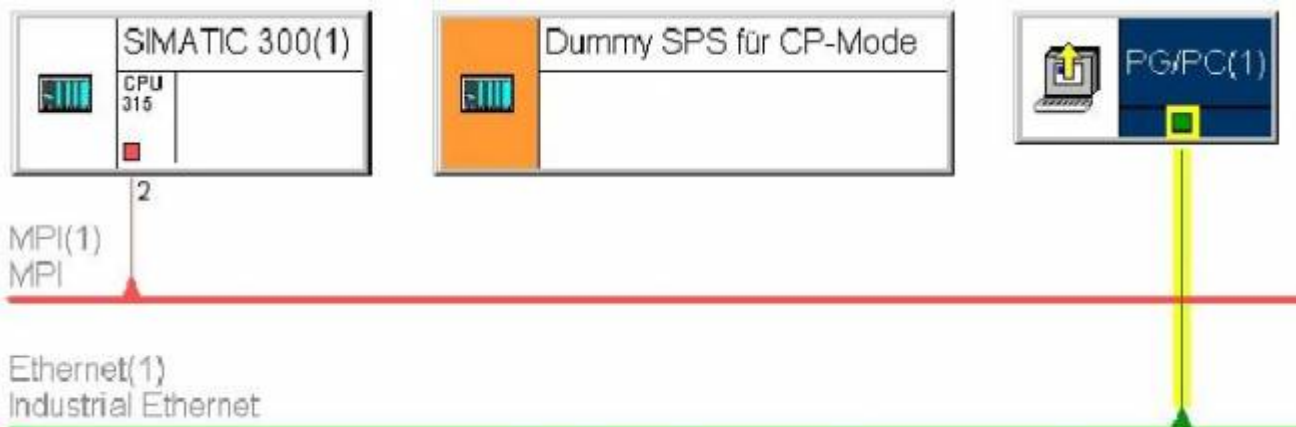 SIMATIC 300(1)
CPU
315
2
Dummy SPS für CP-Mode
PG/PC(1)
MPI(1)
MPI
Ethernet(1)
Industrial Ethernet